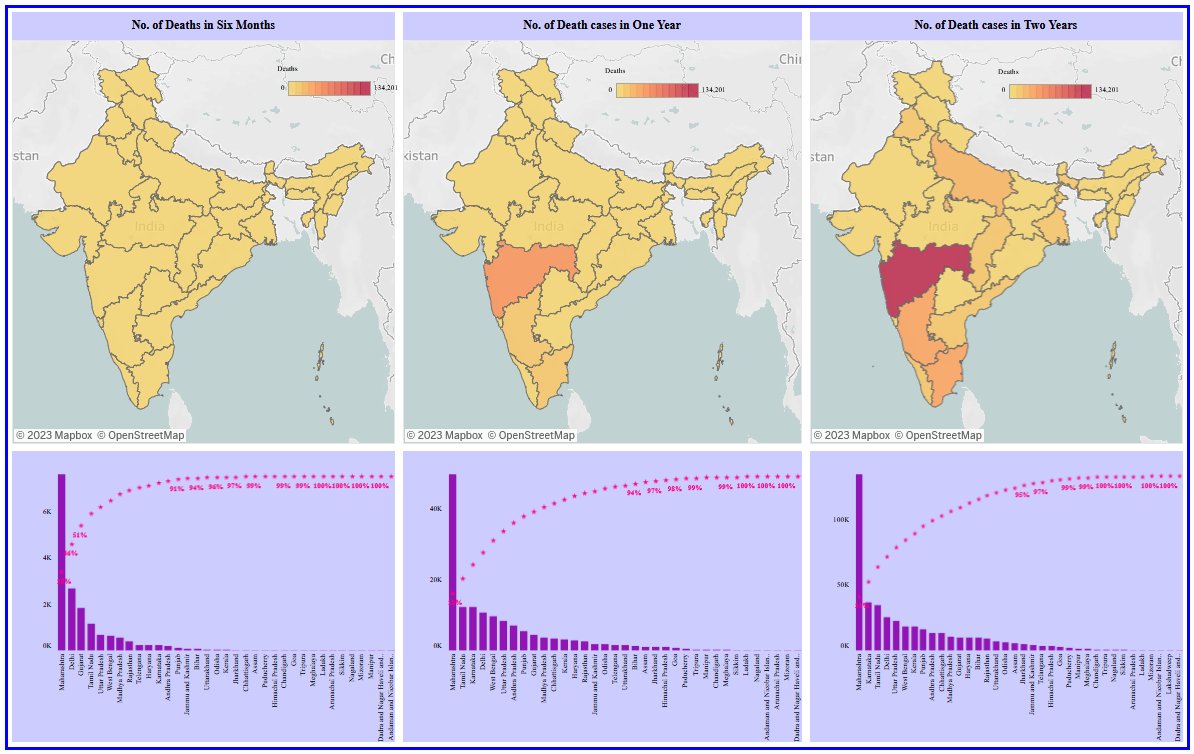 No. of Deaths in Six Months
Deaths
0
134,201
Ch
stan
India
© 2023 Mapbox © OpenStreetMap
No. of Death cases in One Year
Deaths
0
134,201
Chi
kistan
India
© 2023 Mapbox © OpenStreetMap
No. of Death cases in Two Years
Deaths
0
134,201
Cl
stan
India
© 2023 Mapbox © OpenStreetMap
6K
4K
2K
0K
51%
91%
94%
96%
97%
99%
99%
99%
100%
100%
100%
Maharashtra
Delhi
Gujarat
Tamil Nadu
Uttar Pradesh
West Bengal
Madhya Pradesh
Rajasthan
Telangana
Haryana
Karnataka
Andhra Pradesh
Punjab
Jammu and Kashmir
Bihar
Uttarakhand
Odisha
Kerala
Jharkhand
Chhattisgarh
Assam
Puducherry
Himachal Pradesh
Chandigarh
Goa
Tripura
Meghalaya
Ladakh
Arunachal Pradesh
Sikkim
Nagaland
Mizoram
Manipur
Dadra and Nagar Haveli and..
Andaman and Nicobar Islan..
40K
20K
0K
94%
97%
98%
99%
99%
100%
100%
100%
Maharashtra
Tamil Nadu
Karnataka
Delhi
West Bengal
Uttar Pradesh
Andhra Pradesh
Punjab
Gujarat
Madhya Pradesh
Chhattisgarh
Kerala
Haryana
Rajasthan
Jammu and Kashmir
Odisha
Telangana
Uttarakhand
Bihar
Assam
Jharkhand
Himachal Pradesh
Goa
Puducherry
Tripura
Manipur
Chandigarh
Meghalaya
Sikkim
Ladakh
Nagaland
Andaman and Nicobar Islan..
Arunachal Pradesh
Mizoram
Dadra and Nagar Haveli and..
100K
50K
0K
95%
97%
99%
99%
100%
100%
100%
100%
Maharashtra
Karnataka
Tamil Nadu
Delhi
Uttar Pradesh
West Bengal
Kerala
Punjab
Andhra Pradesh
Chhattisgarh
Madhya Pradesh
Gujarat
Haryana
Bihar
Rajasthan
Uttarakhand
Odisha
Assam
Jharkhand
Jammu and Kashmir
Telangana
Himachal Pradesh
Goa
Puducherry
Manipur
Meghalaya
Chandigarh
Tripura
Nagaland
Sikkim
Arunachal Pradesh
Ladakh
Mizoram
Andaman and Nicobar Islan..
Lakshadweep
Dadra and Nagar Haveli and..